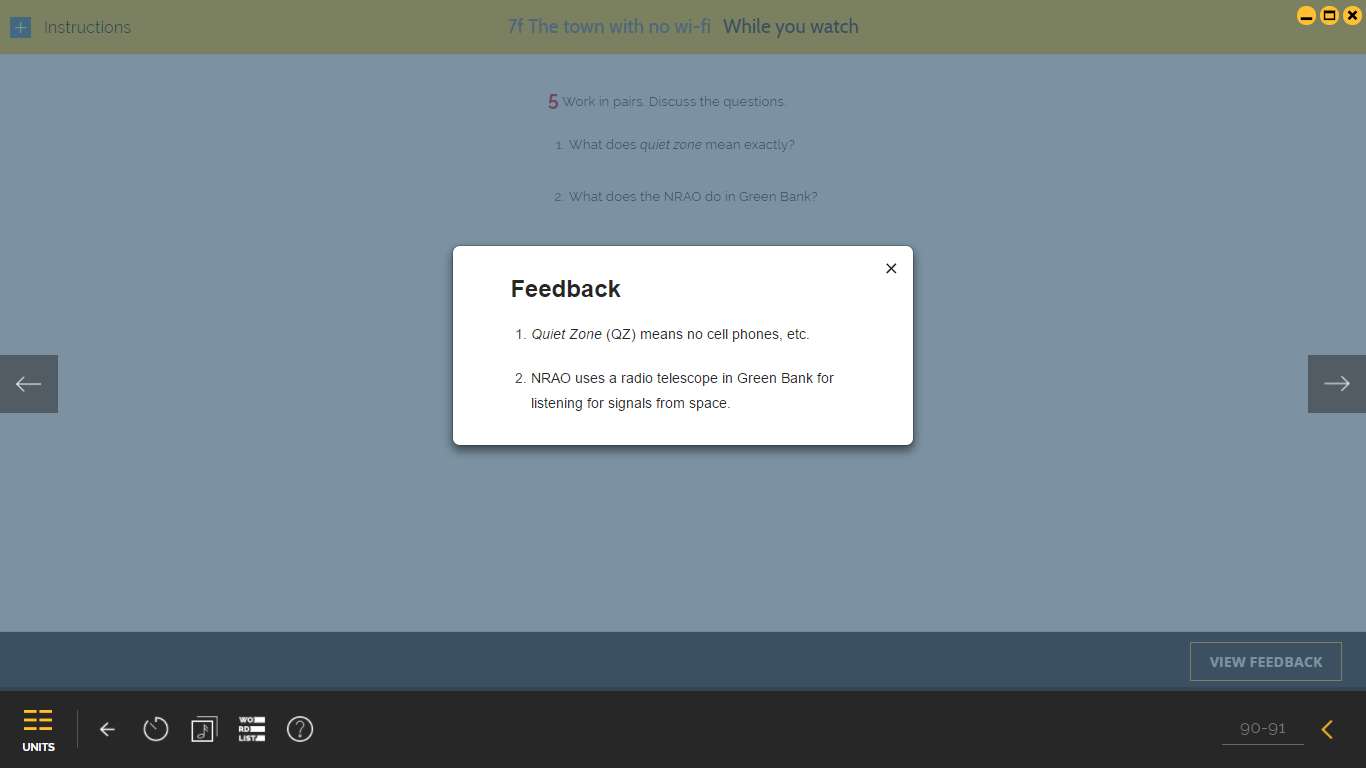 Instructions
7f The town with no wi-fi While you watch
5 Work in pairs. Discuss the questions.
1. What does quiet zone mean exactly?
2. What does the NRAO do in Green Bank?
Feedback
1. Quiet Zone (QZ) means no cell phones, etc.
2. NRAO uses a radio telescope in Green Bank for
listening for signals from space.
VIEW FEEDBACK
UNITS
WO
RD
LIST
90-91